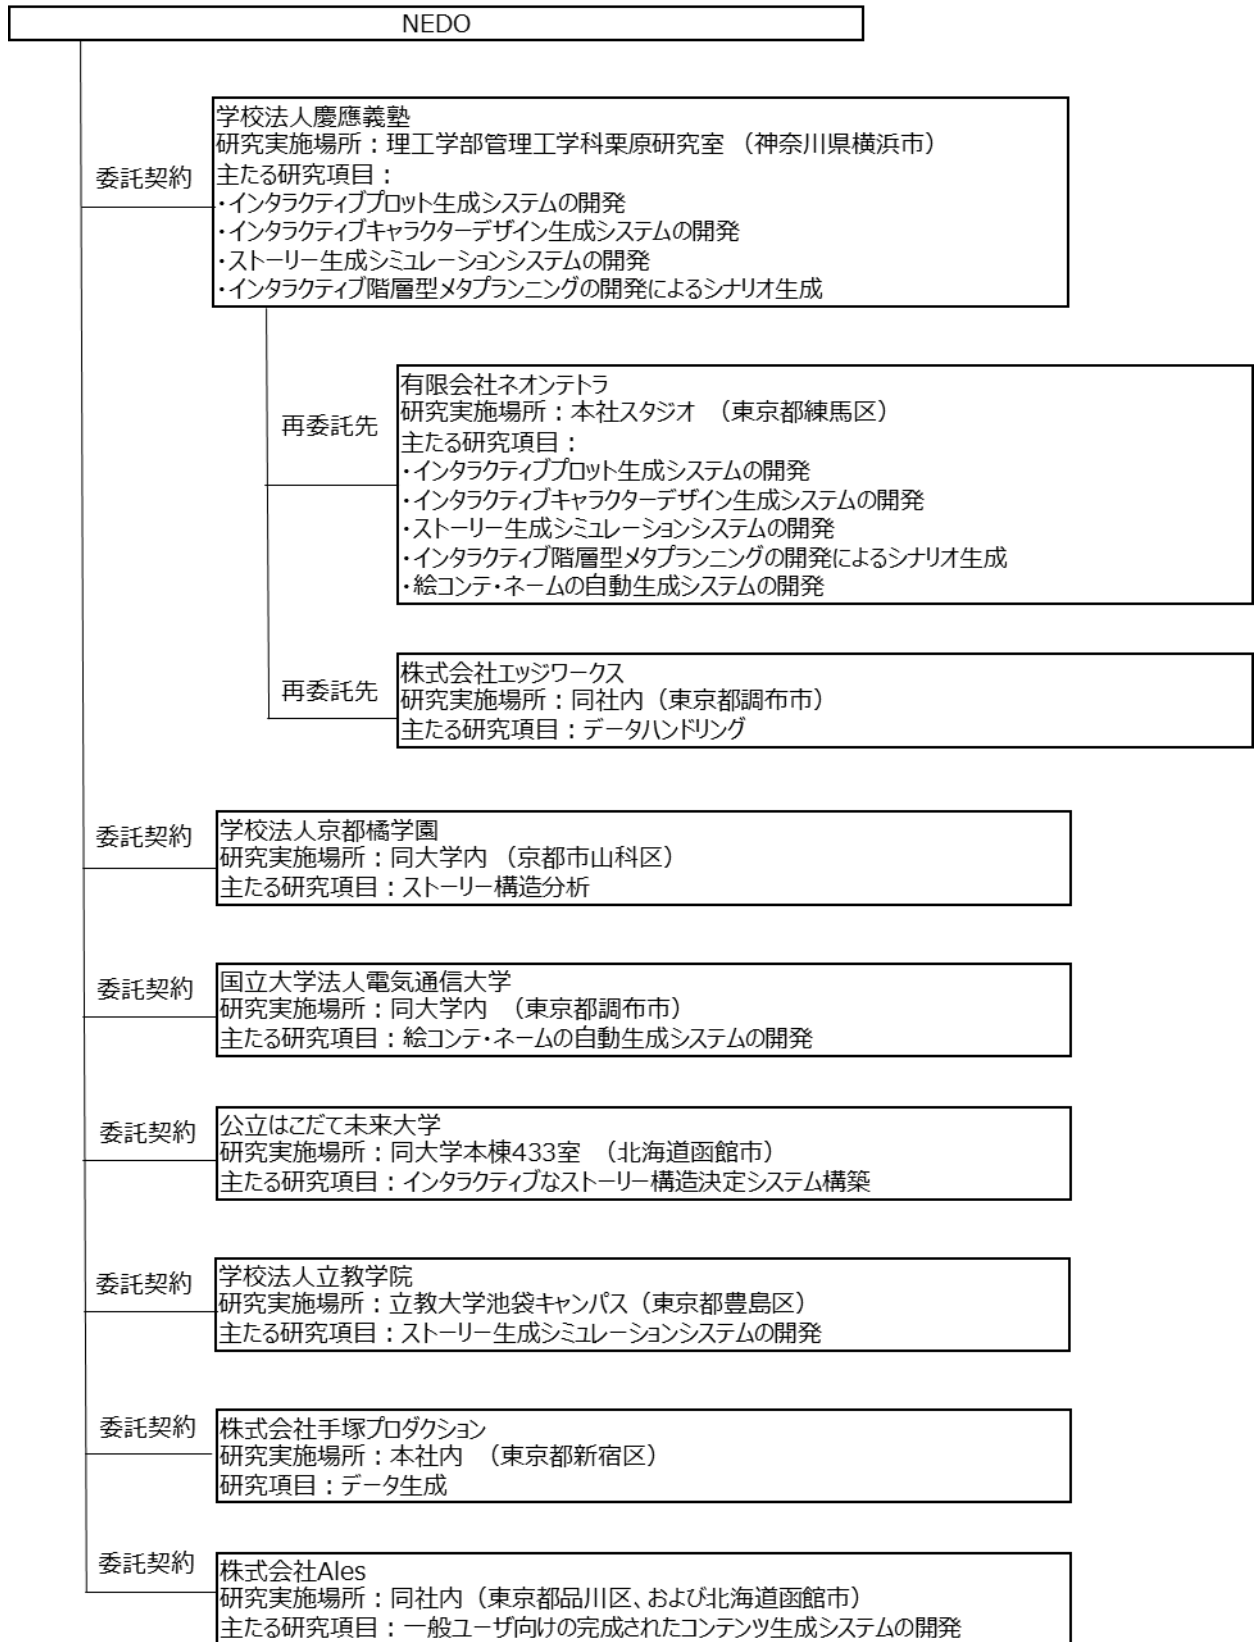 NEDO
委託契約
学校法人慶應義塾
研究実施場所：理工学部管理工学科栗原研究室 （神奈川県横浜市）
主たる研究項目：
・インタラクティブプロット生成システムの開発
・インタラクティブキャラクターデザイン生成システムの開発
・ストーリー生成シミュレーションシステムの開発
・インタラクティブ階層型メタプランニングの開発によるシナリオ生成
再委託先
有限会社ネオンテトラ
研究実施場所：本社スタジオ （東京都練馬区）
主たる研究項目：
・インタラクティブプロット生成システムの開発
・インタラクティブキャラクターデザイン生成システムの開発
・ストーリー生成シミュレーションシステムの開発
・インタラクティブ階層型メタプランニングの開発によるシナリオ生成
・絵コンテ・ネームの自動生成システムの開発
再委託先
株式会社エッジワークス
研究実施場所：同社内（東京都調布市）
主たる研究項目：データハンドリング
委託契約
学校法人京都橘学園
研究実施場所：同大学内 （京都市山科区）
主たる研究項目：ストーリー構造分析
委託契約
国立大学法人電気通信大学
研究実施場所：同大学内 （東京都調布市）
主たる研究項目：絵コンテ・ネームの自動生成システムの開発
委託契約
公立はこだて未来大学
研究実施場所：同大学本棟433室 （北海道函館市）
主たる研究項目：インタラクティブなストーリー構造決定システム構築
委託契約
学校法人立教学院
研究実施場所：立教大学池袋キャンパス（東京都豊島区）
主たる研究項目：ストーリー生成シミュレーションシステムの開発
委託契約
株式会社手塚プロダクション
研究実施場所：本社内 （東京都新宿区）
研究項目：データ生成
委託契約
株式会社Ales
研究実施場所：同社内（東京都品川区、および北海道函館市）
主たる研究項目：一般ユーザ向けの完成されたコンテンツ生成システムの開発